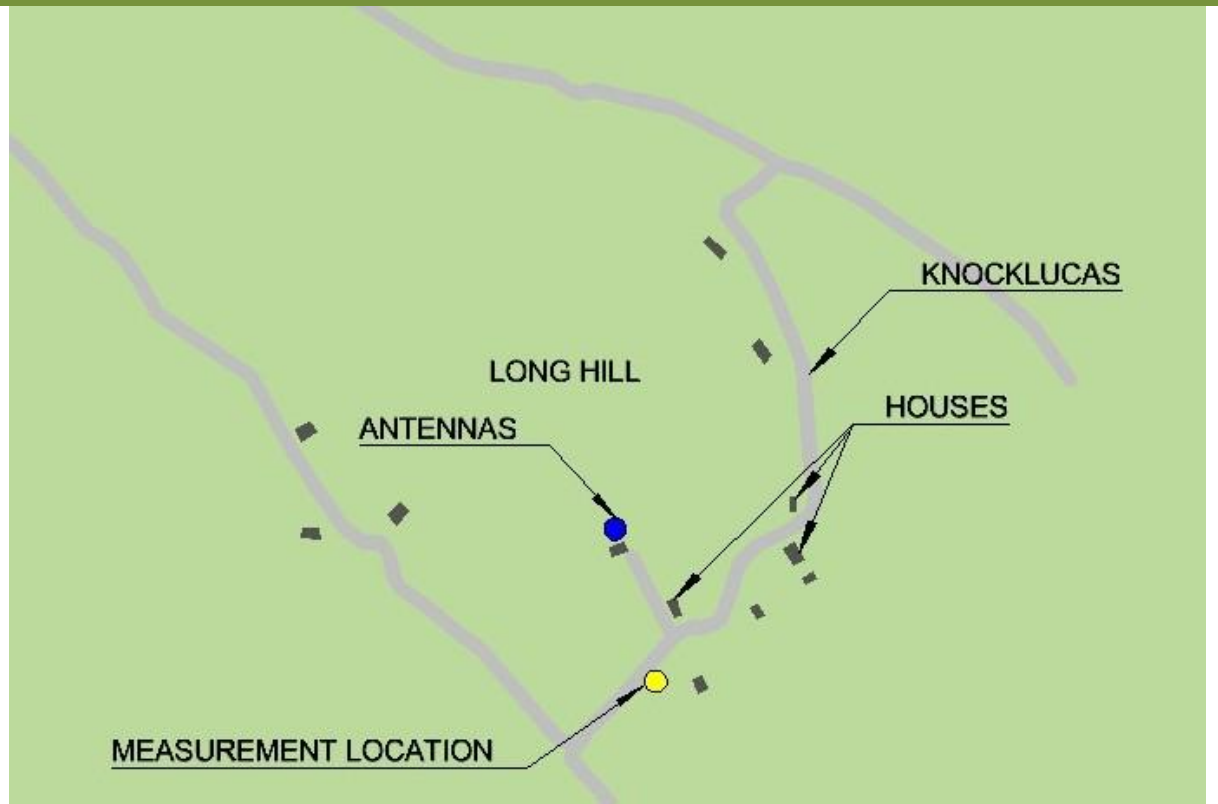 KNOCKLUCAS
LONG HILL
HOUSES
ANTENNAS
MEASUREMENT LOCATION